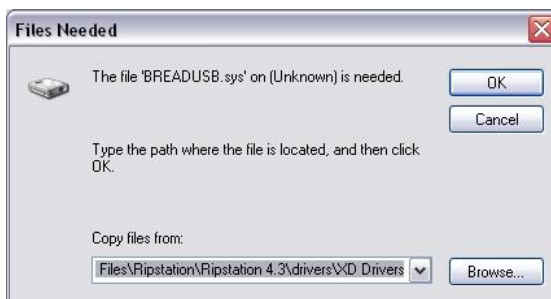 Files Needed
The file 'BREADUSB.sys' on (Unknown) is needed.
OK
Cancel
Type the path where the file is located, and then click
OK.
Copy files from:
Files\Ripstation\Ripstation 4.3\drivers\XD Drivers
Browse...